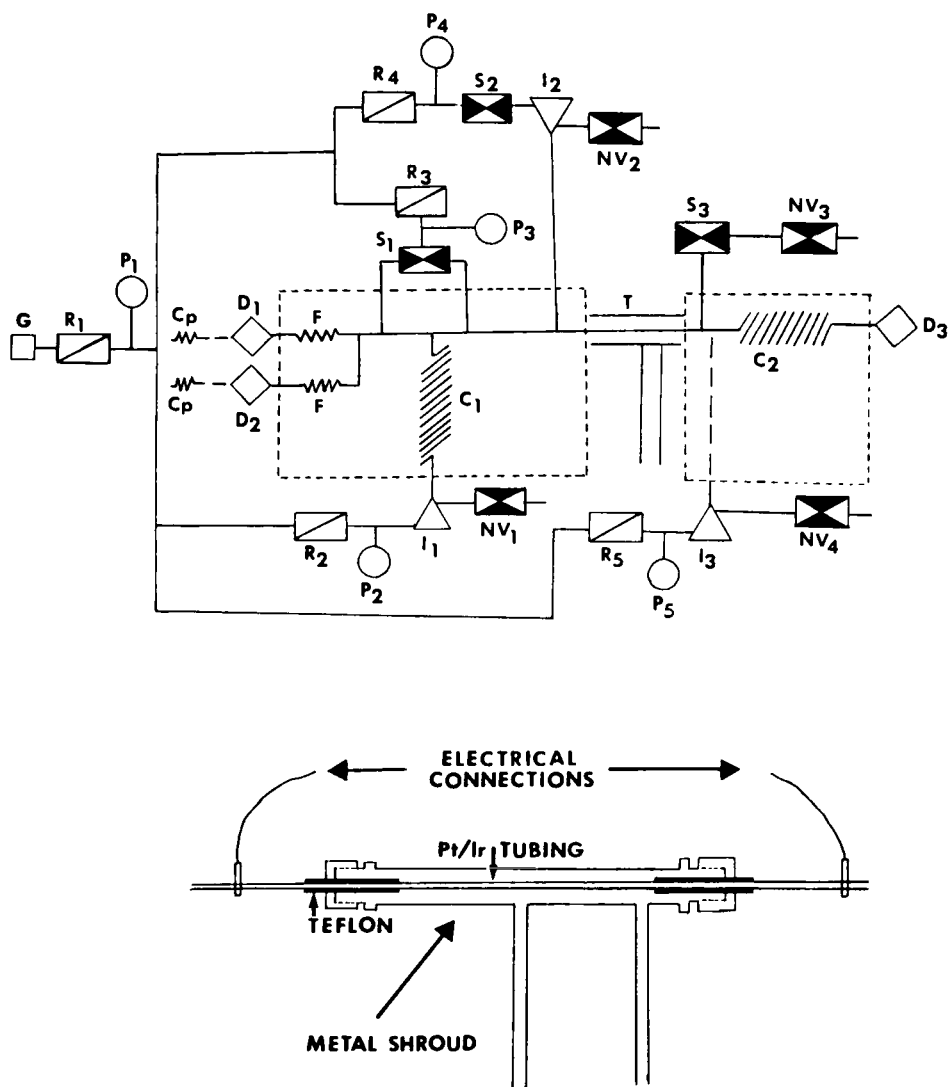 P4
R4
S2
I2
NV2
R3
P3
S1
S3
NV3
P1
G
R1
Cp
D1
F
T
D3
Cp
D2
F
C1
C2
R2
P2
I1
NV1
R5
P5
I3
NV4
ELECTRICAL
CONNECTIONS
Pt/Ir TUBING
TEFLON
METAL SHROUD